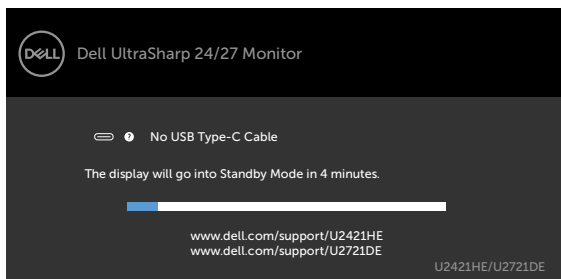 DELL
Dell UltraSharp 24/27 Monitor
? No USB Type-C Cable
The display will go into Standby Mode in 4 minutes.
www.dell.com/support/U2421HE
www.dell.com/support/U2721DE
U2421HE/U2721DE